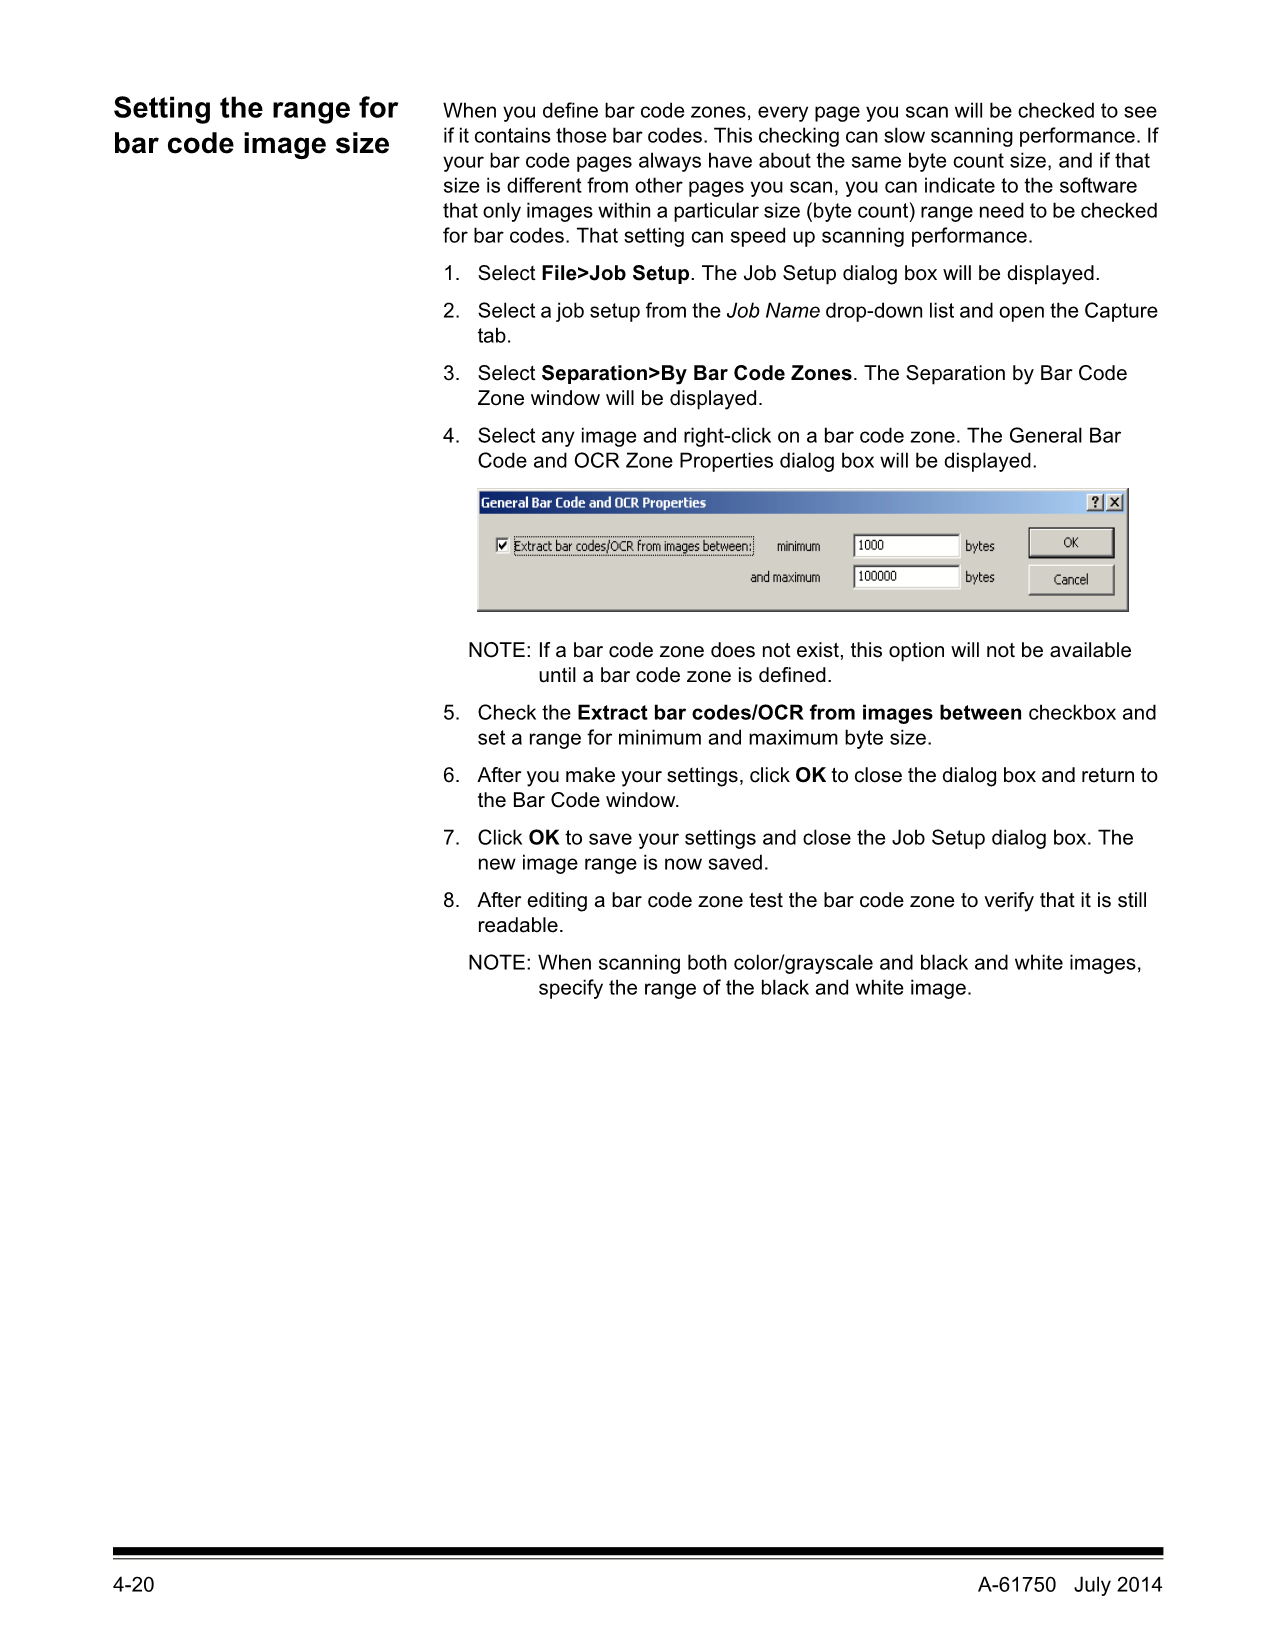 Setting the range for
bar code image size
When you define bar code zones, every page you scan will be checked to see
if it contains those bar codes. This checking can slow scanning performance. If
your bar code pages always have about the same byte count size, and if that
size is different from other pages you scan, you can indicate to the software
that only images within a particular size (byte count) range need to be checked
for bar codes. That setting can speed up scanning performance.
1. Select File>Job Setup. The Job Setup dialog box will be displayed.
2. Select a job setup from the Job Name drop-down list and open the Capture
tab.
3. Select Separation>By Bar Code Zones. The Separation by Bar Code
Zone window will be displayed.
4. Select any image and right-click on a bar code zone. The General Bar
Code and OCR Zone Properties dialog box will be displayed.
General Bar Code and OCR Properties
Extract bar codes/OCR from images between: minimum 1000 bytes OK
and maximum 100000 bytes Cancel
NOTE: If a bar code zone does not exist, this option will not be available
until a bar code zone is defined.
5. Check the Extract bar codes/OCR from images between checkbox and
set a range for minimum and maximum byte size.
6. After you make your settings, click OK to close the dialog box and return to
the Bar Code window.
7. Click OK to save your settings and close the Job Setup dialog box. The
new image range is now saved.
8. After editing a bar code zone test the bar code zone to verify that it is still
readable.
NOTE: When scanning both color/grayscale and black and white images,
specify the range of the black and white image.
4-20 A-61750 July 2014